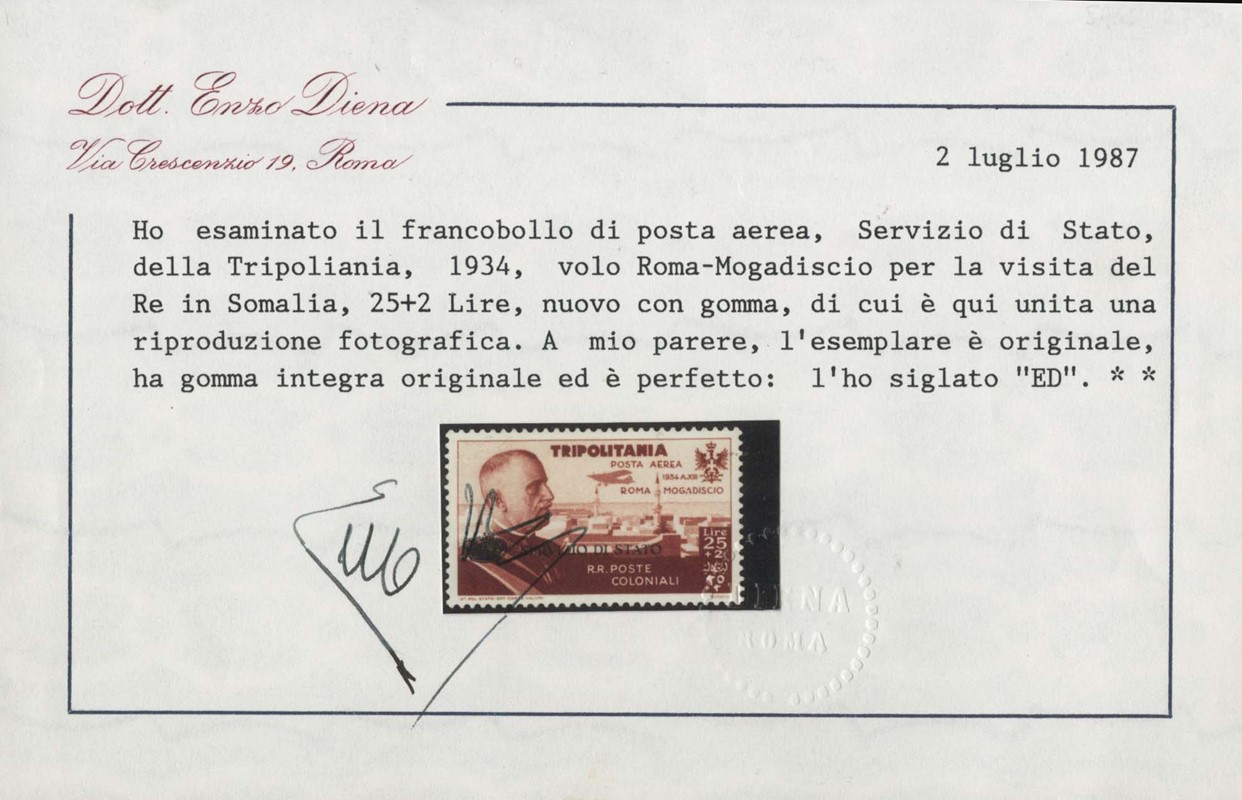 Dott. Enzo Diena
Via Crescenzio 19, Roma
2 luglio 1987
Ho esaminato il francobollo di posta aerea, Servizio di Stato,
della Tripoliania, 1934, volo Roma-Mogadiscio per la visita del
Re in Somalia, 25+2 Lire, nuovo con gomma, di cui è qui unita una
riproduzione fotografica. A mio parere, l'esemplare è originale,
ha gomma integra originale ed è perfetto: l'ho siglato "ED". * *
TRIPOLITANIA
POSTA AEREA
1934 A.XII
ROMA MOGADISCIO
Lire
25
+2
SERVIZIO DI STATO
R.R. POSTE
COLONIALI
DIENA
ROMA